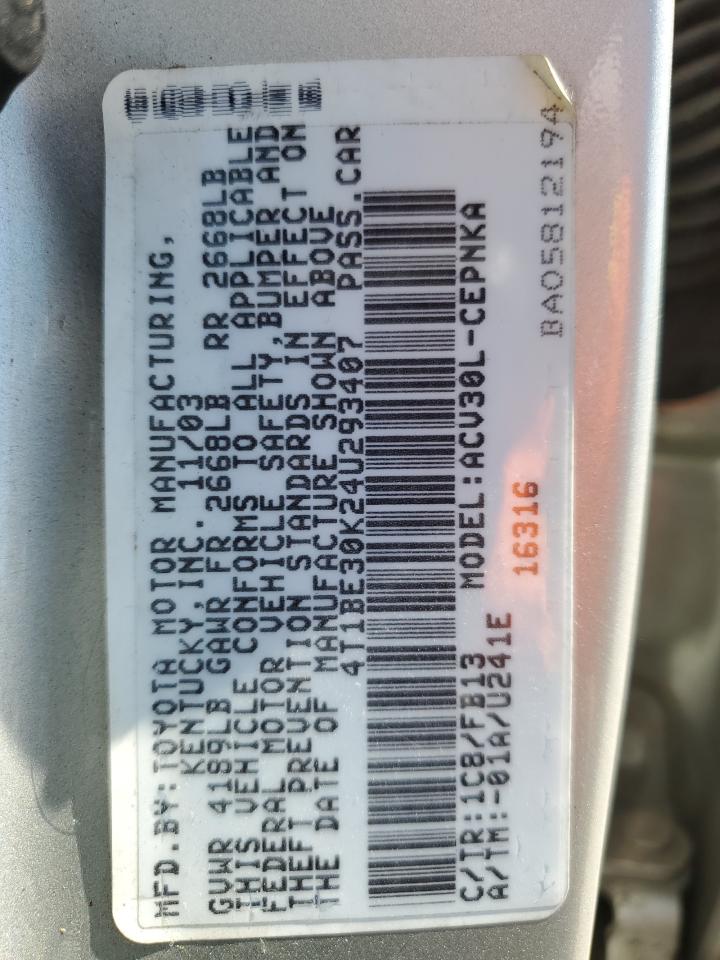 MFD.BY: TOYOTA MOTOR MANUFACTURING,
KENTUCKY, INC. 11/03
GVWR 4189LB GAWR FR 2668LB RR 2668LB
THIS VEHICLE CONFORMS TO ALL APPLICABLE
FEDERAL MOTOR VEHICLE SAFETY, BUMPER AND
THEFT PREVENTION STANDARDS IN EFFECT ON
THE DATE OF MANUFACTURE SHOWN ABOVE
4T1BE30K24U293407 PASS.CAR
C/TR:1C8/FB13 MODEL:ACV30L-CEPNKA
A/TM:-01A/U241E
16316
BA05812194